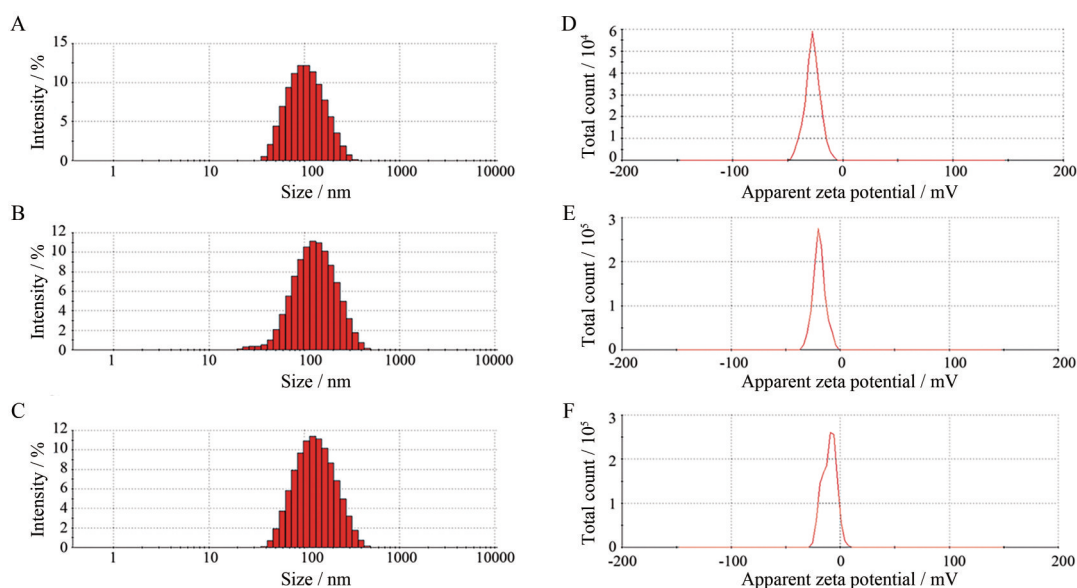 A
Intensity / %
15
10
5
0
1 10 100 1000 10000
Size / nm
B
Intensity / %
12
10
8
6
4
2
0
1 10 100 1000 10000
Size / nm
C
Intensity / %
12
10
8
6
4
2
0
1 10 100 1000 10000
Size / nm
D
Total count / 10⁴
6
5
4
3
2
1
0
-200 -100 0 100 200
Apparent zeta potential / mV
E
Total count / 10⁵
3
2
1
0
-200 -100 0 100 200
Apparent zeta potential / mV
F
Total count / 10⁵
3
2
1
0
-200 -100 0 100 200
Apparent zeta potential / mV